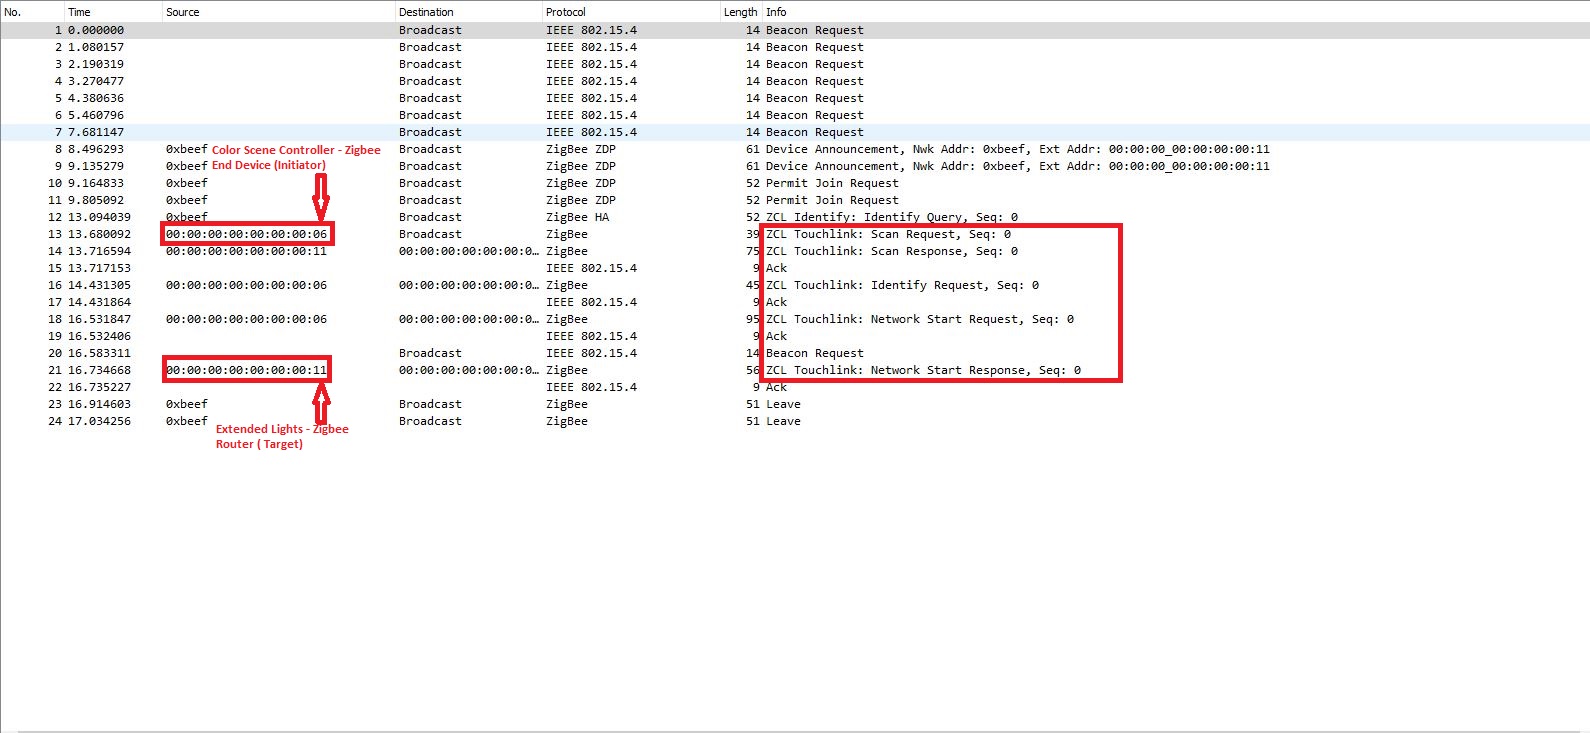 No. Time Source Destination Protocol Length Info
1 0.000000 Broadcast IEEE 802.15.4 14 Beacon Request
2 1.080157 Broadcast IEEE 802.15.4 14 Beacon Request
3 2.190319 Broadcast IEEE 802.15.4 14 Beacon Request
4 3.270477 Broadcast IEEE 802.15.4 14 Beacon Request
5 4.380636 Broadcast IEEE 802.15.4 14 Beacon Request
6 5.460796 Broadcast IEEE 802.15.4 14 Beacon Request
7 7.681147 Broadcast IEEE 802.15.4 14 Beacon Request
8 8.496293 0xbeef Broadcast ZigBee ZDP 61 Device Announcement, Nwk Addr: 0xbeef, Ext Addr: 00:00:00_00:00:00:00:11
Color Scene Controller - Zigbee
End Device (Initiator)
9 9.135279 0xbeef Broadcast ZigBee ZDP 61 Device Announcement, Nwk Addr: 0xbeef, Ext Addr: 00:00:00_00:00:00:00:11
10 9.164833 0xbeef Broadcast ZigBee ZDP 52 Permit Join Request
11 9.805092 0xbeef Broadcast ZigBee ZDP 52 Permit Join Request
12 13.094039 0xbeef Broadcast ZigBee HA 52 ZCL Identify: Identify Query, Seq: 0
13 13.680092 00:00:00:00:00:00:00:06 Broadcast ZigBee 39 ZCL Touchlink: Scan Request, Seq: 0
14 13.716594 00:00:00:00:00:00:00:11 00:00:00:00:00:00:0… ZigBee 75 ZCL Touchlink: Scan Response, Seq: 0
15 13.717153 IEEE 802.15.4 9 Ack
16 14.431305 00:00:00:00:00:00:00:06 00:00:00:00:00:00:0… ZigBee 45 ZCL Touchlink: Identify Request, Seq: 0
17 14.431864 IEEE 802.15.4 9 Ack
18 16.531847 00:00:00:00:00:00:00:06 00:00:00:00:00:00:0… ZigBee 95 ZCL Touchlink: Network Start Request, Seq: 0
19 16.532406 IEEE 802.15.4 9 Ack
20 16.583311 Broadcast IEEE 802.15.4 14 Beacon Request
21 16.734668 00:00:00:00:00:00:00:11 00:00:00:00:00:00:0… ZigBee 56 ZCL Touchlink: Network Start Response, Seq: 0
22 16.735227 IEEE 802.15.4 9 Ack
23 16.914603 0xbeef Broadcast ZigBee 51 Leave
24 17.034256 0xbeef Broadcast ZigBee 51 Leave
Extended Lights - Zigbee
Router ( Target)